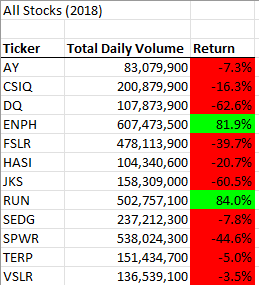 All Stocks (2018)
Ticker Total Daily Volume Return
AY 83,079,900 -7.3%
CSIQ 200,879,900 -16.3%
DQ 107,873,900 -62.6%
ENPH 607,473,500 81.9%
FSLR 478,113,900 -39.7%
HASI 104,340,600 -20.7%
JKS 158,309,000 -60.5%
RUN 502,757,100 84.0%
SEDG 237,212,300 -7.8%
SPWR 538,024,300 -44.6%
TERP 151,434,700 -5.0%
VSLR 136,539,100 -3.5%